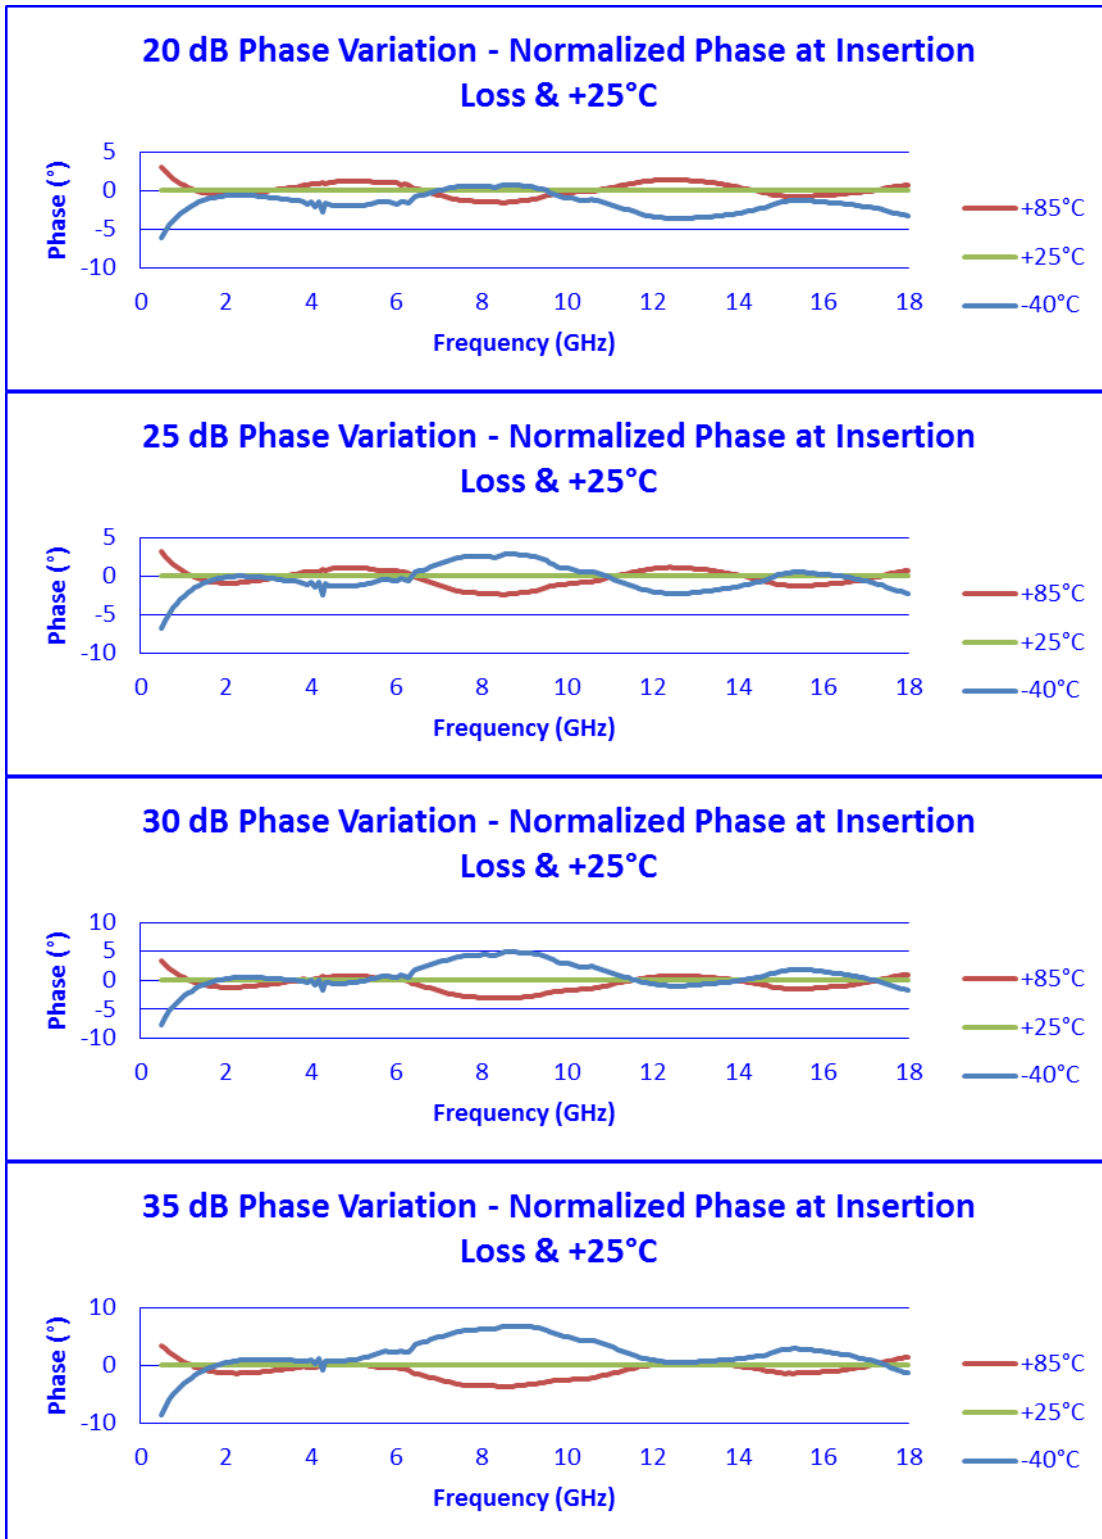 20 dB Phase Variation - Normalized Phase at Insertion
Loss & +25°C
5
0
-5
-10
Phase (°)
0 2 4 6 8 10 12 14 16 18
Frequency (GHz)
+85°C
+25°C
-40°C
25 dB Phase Variation - Normalized Phase at Insertion
Loss & +25°C
5
0
-5
-10
Phase (°)
0 2 4 6 8 10 12 14 16 18
Frequency (GHz)
+85°C
+25°C
-40°C
30 dB Phase Variation - Normalized Phase at Insertion
Loss & +25°C
10
5
0
-5
-10
Phase (°)
0 2 4 6 8 10 12 14 16 18
Frequency (GHz)
+85°C
+25°C
-40°C
35 dB Phase Variation - Normalized Phase at Insertion
Loss & +25°C
10
0
-10
Phase (°)
0 2 4 6 8 10 12 14 16 18
Frequency (GHz)
+85°C
+25°C
-40°C